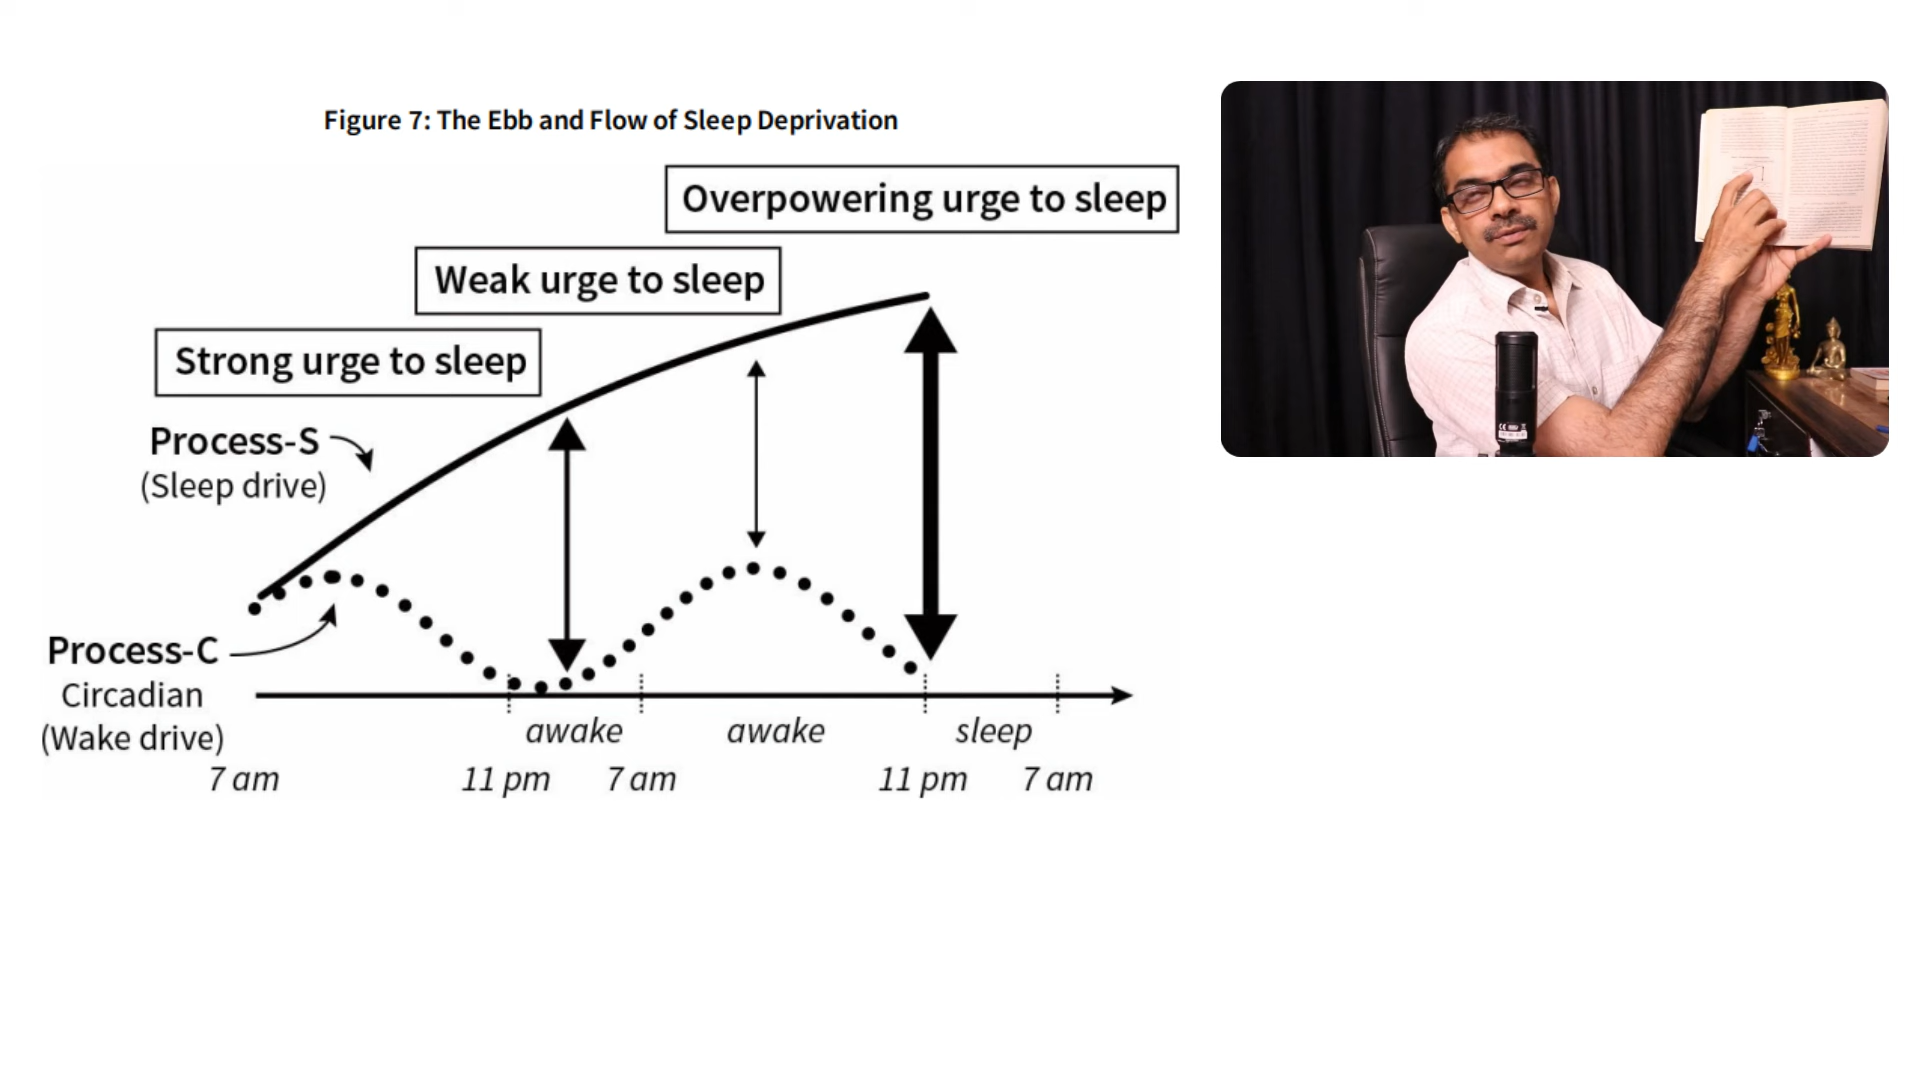 Figure 7: The Ebb and Flow of Sleep Deprivation
Overpowering urge to sleep
Weak urge to sleep
Strong urge to sleep
Process-S
(Sleep drive)
Process-C
Circadian
(Wake drive)
awake
awake
sleep
7 am
11 pm
7 am
11 pm
7 am